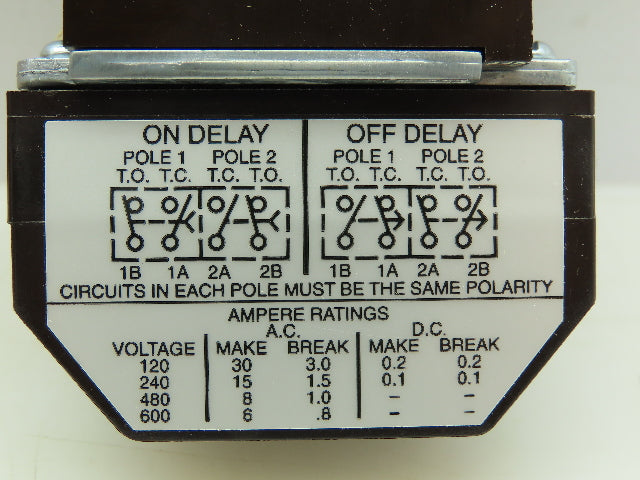 ON DELAY OFF DELAY
POLE 1 POLE 2 POLE 1 POLE 2
T.O. T.C. T.C. T.O. T.O. T.C. T.C. T.O.
1B 1A 2A 2B 1B 1A 2A 2B
CIRCUITS IN EACH POLE MUST BE THE SAME POLARITY
AMPERE RATINGS
A.C. D.C.
VOLTAGE MAKE BREAK MAKE BREAK
120 30 3.0 0.2 0.2
240 15 1.5 0.1 0.1
480 8 1.0 – –
600 6 .8 – –